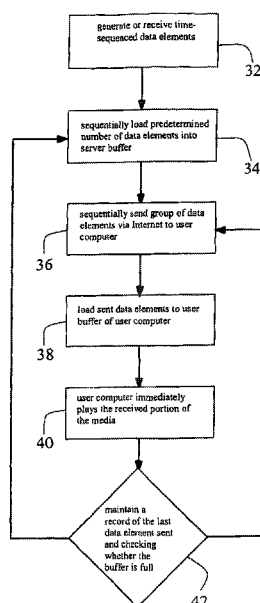 generate or receive time-
sequenced data elements
32
sequentially load predetermined
number of data elements into
server buffer
34
sequentially send group of data
elements via Internet to user
computer
36
load sent data elements to user
buffer of user computer
38
user computer immediately
plays the received portion of
the media
40
maintain a
record of the last
data element sent
and checking
whether the
buffer is full
42